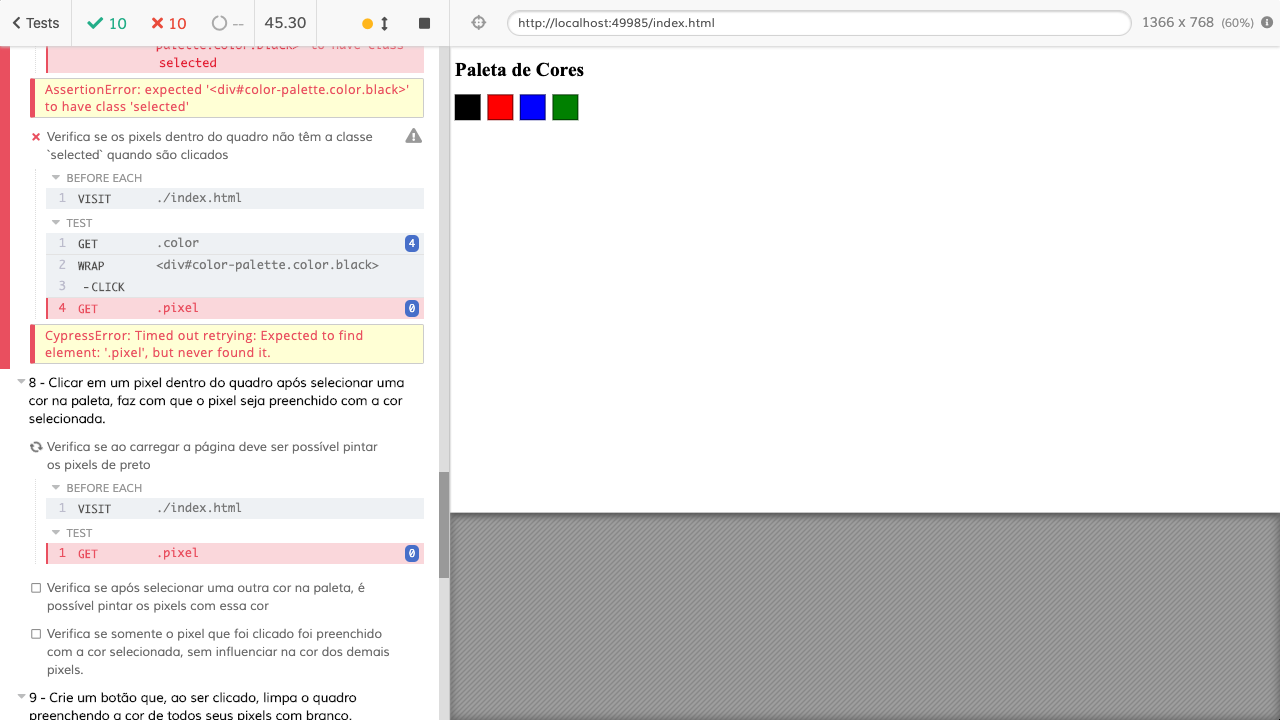 Tests
10
10
--
45.30
http://localhost:49985/index.html
1366 x 768 (60%)
palette.color.black>' to have class
selected
AssertionError: expected '<div#color-palette.color.black>'
to have class 'selected'
Verifica se os pixels dentro do quadro não têm a classe
`selected` quando são clicados
BEFORE EACH
1 VISIT ./index.html
TEST
1 GET .color 4
2 WRAP <div#color-palette.color.black>
3 -CLICK
4 GET .pixel 0
CypressError: Timed out retrying: Expected to find
element: '.pixel', but never found it.
8 - Clicar em um pixel dentro do quadro após selecionar uma
cor na paleta, faz com que o pixel seja preenchido com a cor
selecionada.
Verifica se ao carregar a página deve ser possível pintar
os pixels de preto
BEFORE EACH
1 VISIT ./index.html
TEST
1 GET .pixel 0
Verifica se após selecionar uma outra cor na paleta, é
possível pintar os pixels com essa cor
Verifica se somente o pixel que foi clicado foi preenchido
com a cor selecionada, sem influenciar na cor dos demais
pixels.
9 - Crie um botão que, ao ser clicado, limpa o quadro
preenchendo a cor de todos seus pixels com branco.
Paleta de Cores